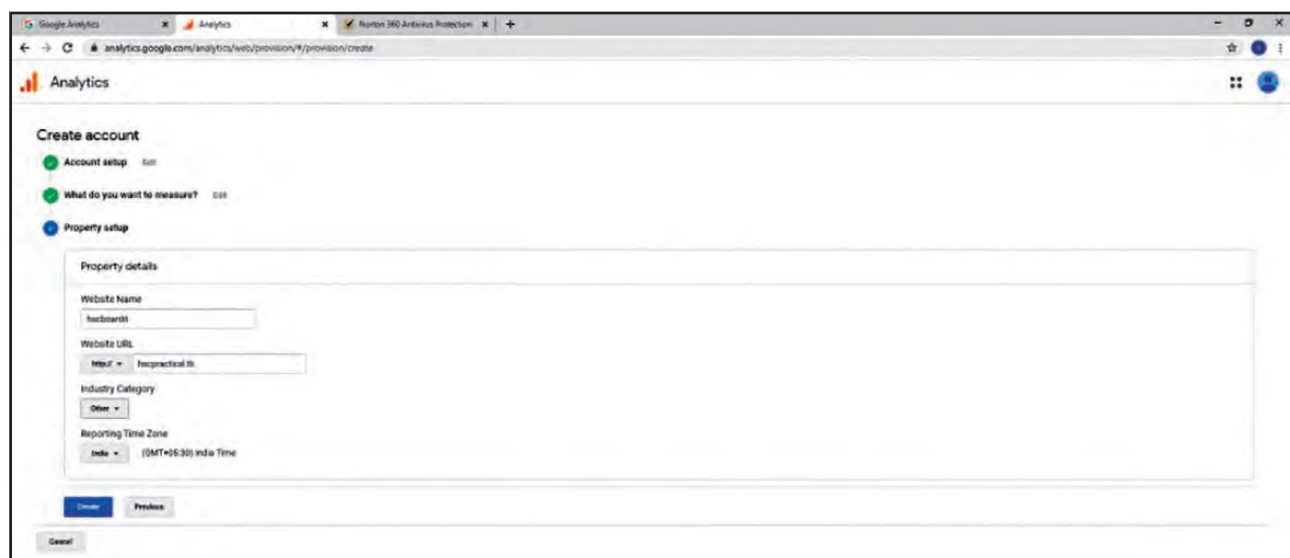 Google Analytics
Analytics
Norton 360 Antivirus Protection
analytics.google.com/analytics/web/provision/#/provision/create
Analytics
Create account
Account setup Edit
What do you want to measure? Edit
Property setup
Property details
Website Name
Website URL
http:// hscpractical.tk
Industry Category
Other
Reporting Time Zone
India (GMT+05:30) India Time
Create Previous
Cancel